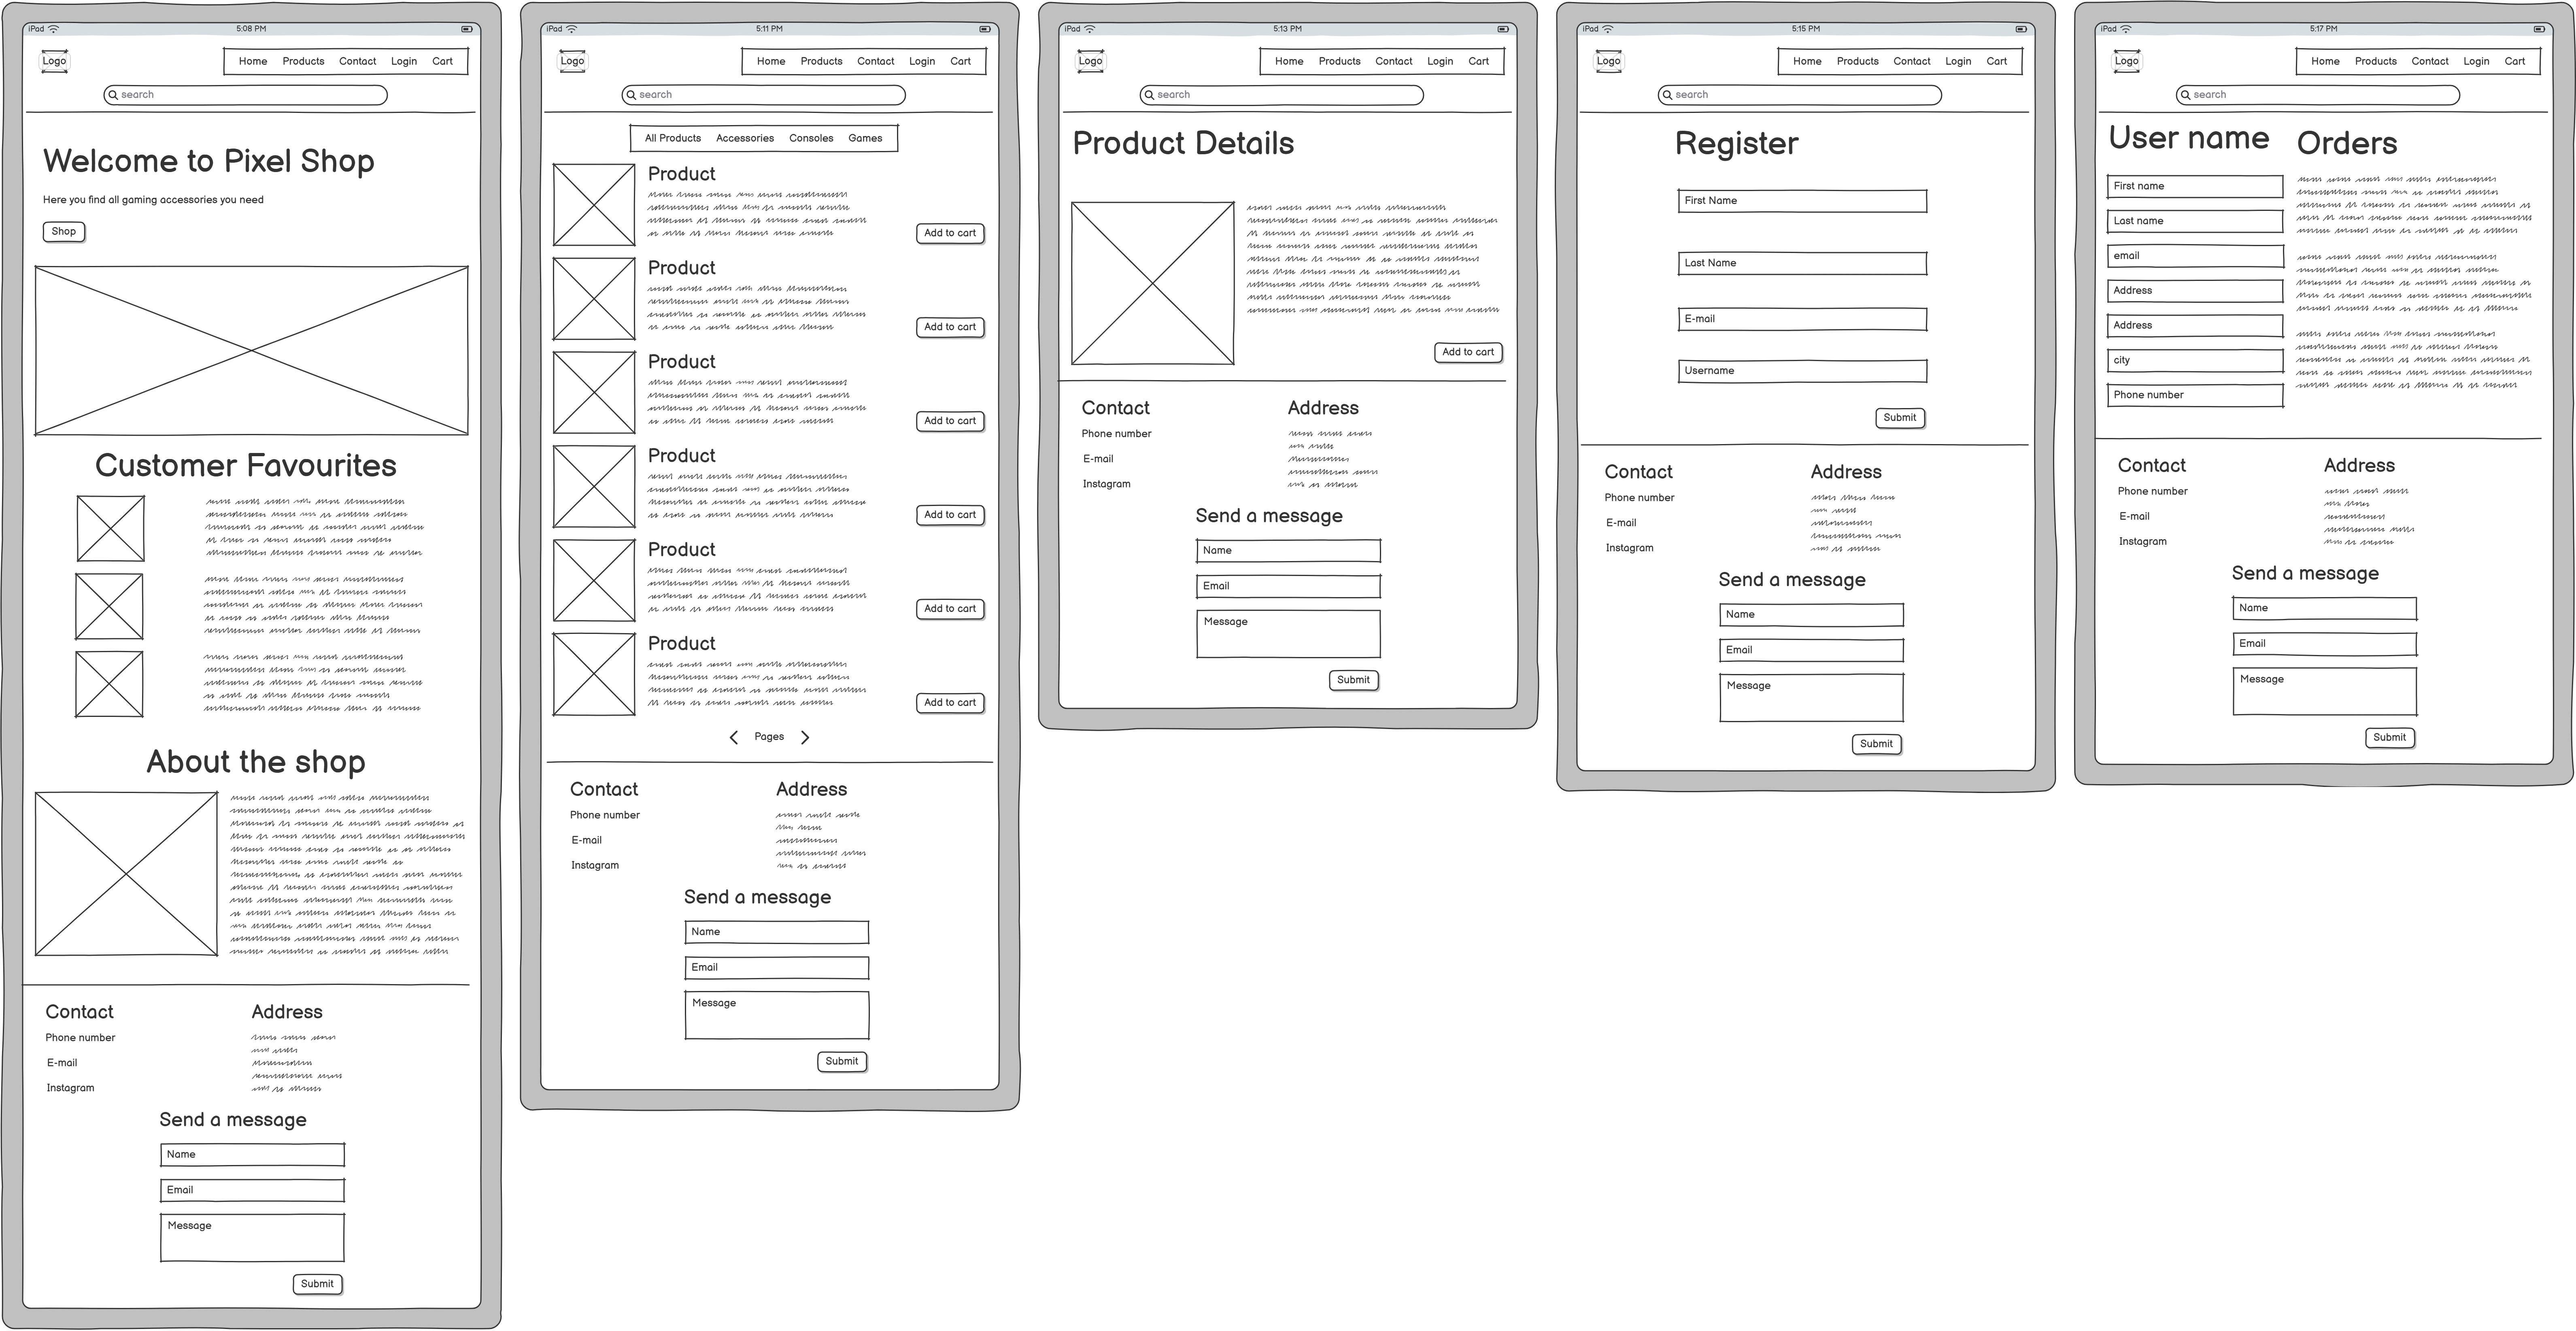 iPad 5:08 PM
Logo
Home Products Contact Login Cart
search
Welcome to Pixel Shop
Here you find all gaming accessories you need
Shop
Customer Favourites
About the shop
Contact Address
Phone number
E-mail
Instagram
Send a message
Name
Email
Message
Submit
iPad 5:11 PM
Logo
Home Products Contact Login Cart
search
All Products Accessories Consoles Games
Product
Add to cart
Product
Add to cart
Product
Add to cart
Product
Add to cart
Product
Add to cart
Product
Add to cart
Pages
Contact Address
Phone number
E-mail
Instagram
Send a message
Name
Email
Message
Submit
iPad 5:13 PM
Logo
Home Products Contact Login Cart
search
Product Details
Add to cart
Contact Address
Phone number
E-mail
Instagram
Send a message
Name
Email
Message
Submit
iPad 5:15 PM
Logo
Home Products Contact Login Cart
search
Register
First Name
Last Name
E-mail
Username
Submit
Contact Address
Phone number
E-mail
Instagram
Send a message
Name
Email
Message
Submit
iPad 5:17 PM
Logo
Home Products Contact Login Cart
search
User name Orders
First name
Last name
email
Address
Address
city
Phone number
Contact Address
Phone number
E-mail
Instagram
Send a message
Name
Email
Message
Submit